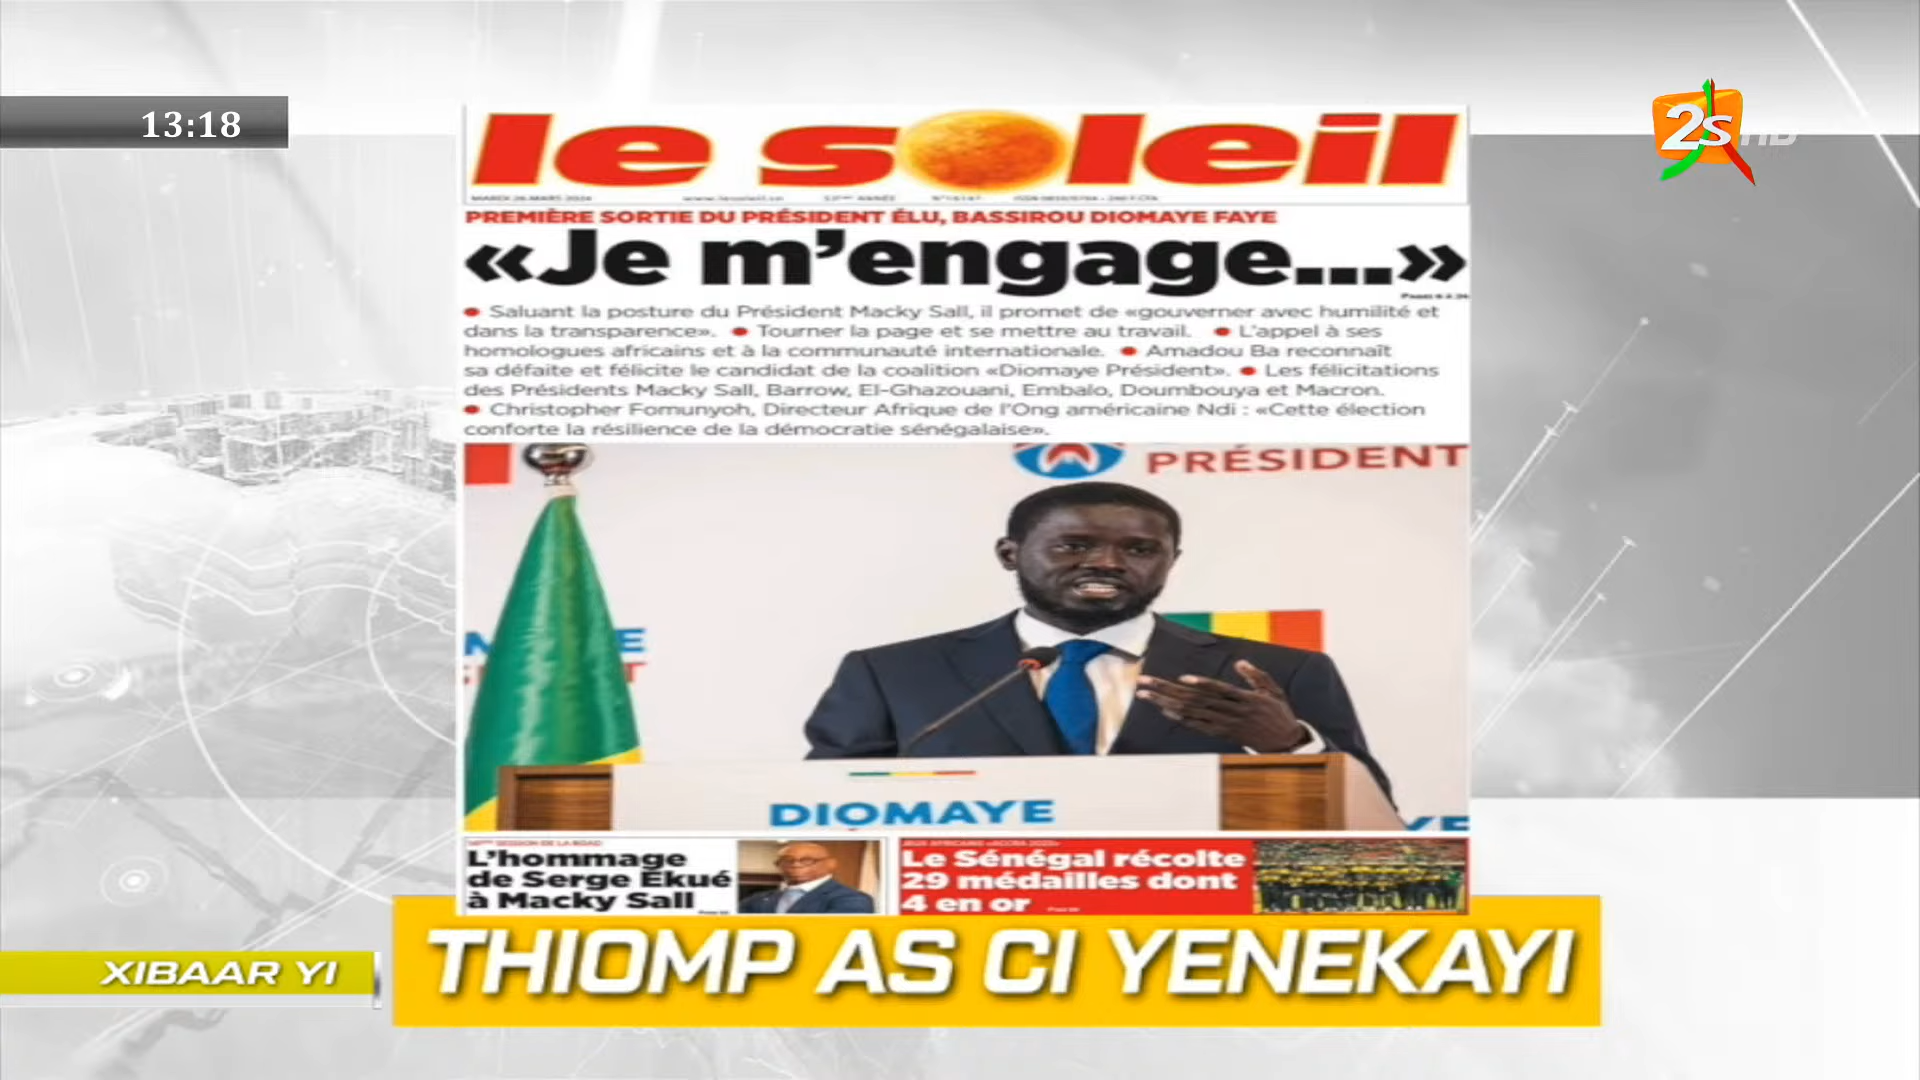 13:18
2S HD
le soleil
MARDI 26 MARS 2024
PREMIÈRE SORTIE DU PRÉSIDENT ÉLU, BASSIROU DIOMAYE FAYE
«Je m'engage...»
● Saluant la posture du Président Macky Sall, il promet de «gouverner avec humilité et
dans la transparence». ● Tourner la page et se mettre au travail. ● L'appel à ses
homologues africains et à la communauté internationale. ● Amadou Ba reconnaît
sa défaite et félicite le candidat de la coalition «Diomaye Président». ● Les félicitations
des Présidents Macky Sall, Barrow, El-Ghazouani, Embalo, Doumbouya et Macron.
● Christopher Fomunyoh, Directeur Afrique de l'Ong américaine Ndi : «Cette élection
conforte la résilience de la démocratie sénégalaise».
PRÉSIDENT
DIOMAYE
L'hommage
de Serge Ekué
à Macky Sall
Le Sénégal récolte
29 médailles dont
4 en or
XIBAAR YI
THIOMP AS CI YENEKAYI